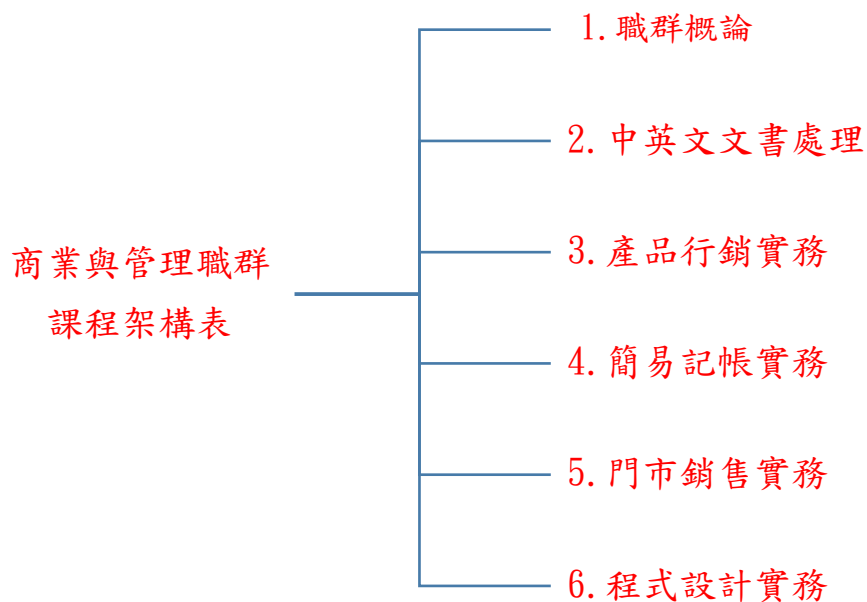 商業與管理職群
課程架構表
1.職群概論
2.中英文文書處理
3.產品行銷實務
4.簡易記帳實務
5.門市銷售實務
6.程式設計實務